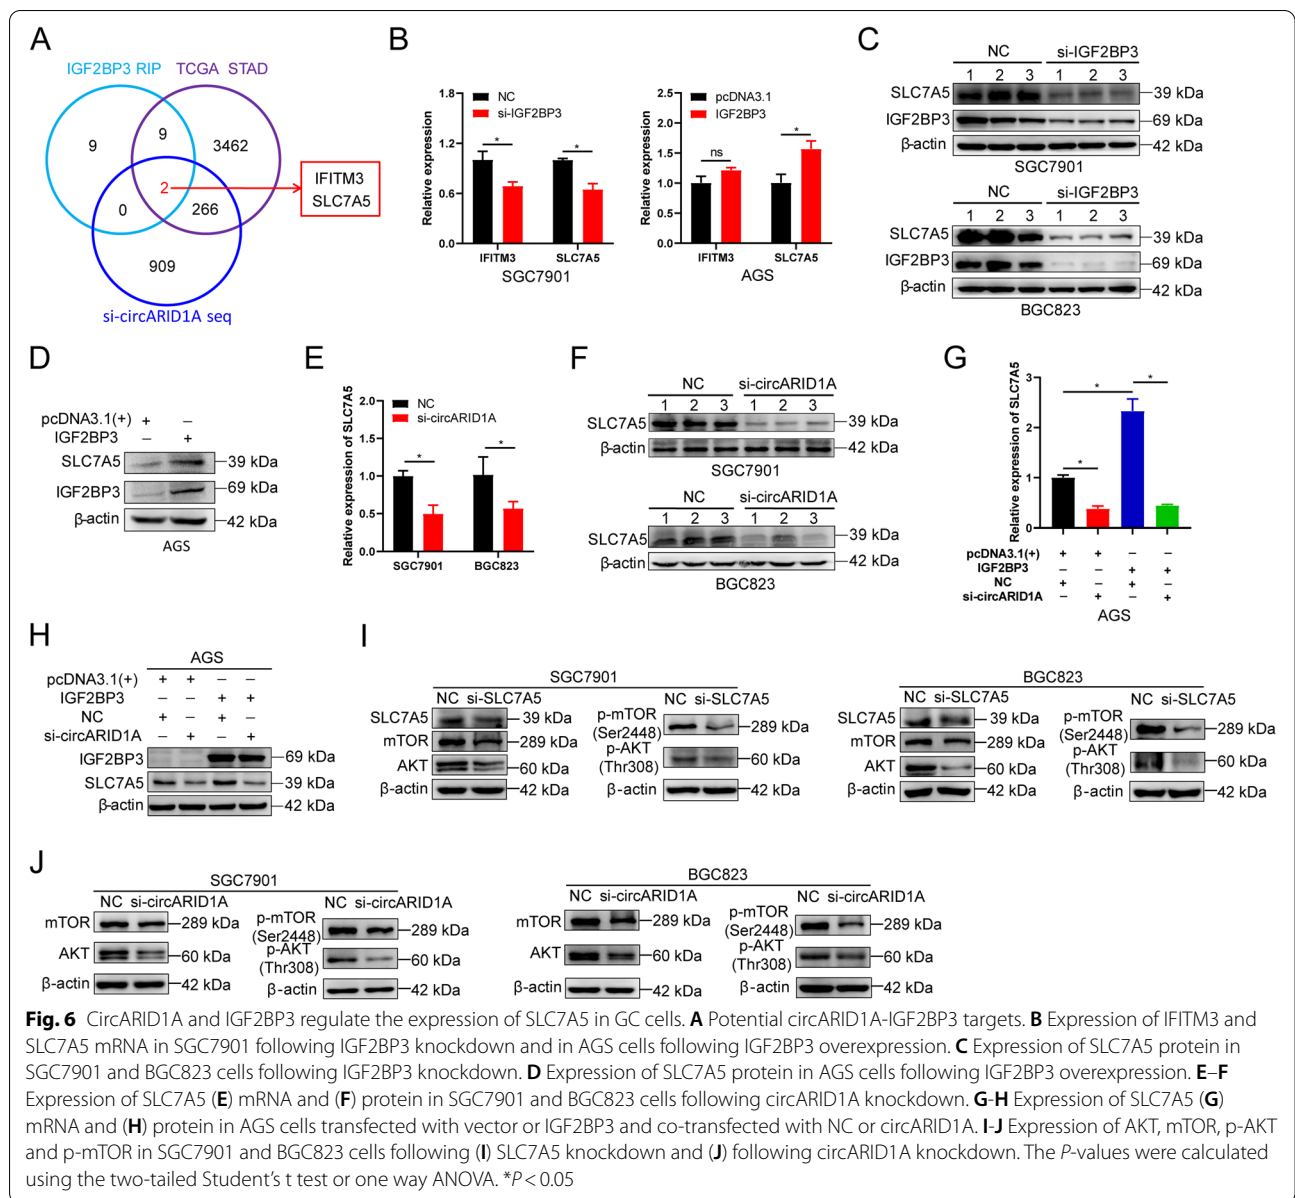 A
IGF2BP3 RIP
TCGA STAD
9
9
3462
2
0
266
909
IFITM3
SLC7A5
si-circARID1A seq
B
Relative expression
1.8
1.2
0.6
0.0
NC
si-IGF2BP3
*
*
IFITM3
SLC7A5
SGC7901
Relative expression
2.5
2.0
1.5
1.0
0.5
0.0
pcDNA3.1
IGF2BP3
ns
*
IFITM3
SLC7A5
AGS
C
NC si-IGF2BP3
1 2 3 1 2 3
SLC7A5 39 kDa
IGF2BP3 69 kDa
β-actin 42 kDa
SGC7901
NC si-IGF2BP3
1 2 3 1 2 3
SLC7A5 39 kDa
IGF2BP3 69 kDa
β-actin 42 kDa
BGC823
D
pcDNA3.1(+) + −
IGF2BP3 − +
SLC7A5 39 kDa
IGF2BP3 69 kDa
β-actin 42 kDa
AGS
E
Relative expression of SLC7A5
2.0
1.5
1.0
0.5
0.0
NC
si-circARID1A
*
*
SGC7901
BGC823
F
NC si-circARID1A
1 2 3 1 2 3
SLC7A5 39 kDa
β-actin 42 kDa
SGC7901
NC si-circARID1A
1 2 3 1 2 3
SLC7A5 39 kDa
β-actin 42 kDa
BGC823
G
Relative expression of SLC7A5
3
2
1
0
*
*
*
pcDNA3.1(+) + + − −
IGF2BP3 − − + +
NC + − + −
si-circARID1A − + − +
AGS
H
AGS
pcDNA3.1(+) + + − −
IGF2BP3 − − + +
NC + − + −
si-circARID1A − + − +
IGF2BP3 69 kDa
SLC7A5 39 kDa
β-actin 42 kDa
I
SGC7901
NC si-SLC7A5
SLC7A5 39 kDa
mTOR 289 kDa
AKT 60 kDa
β-actin 42 kDa
NC si-SLC7A5
p-mTOR
(Ser2448) 289 kDa
p-AKT
(Thr308) 60 kDa
β-actin 42 kDa
BGC823
NC si-SLC7A5
SLC7A5 39 kDa
mTOR 289 kDa
AKT 60 kDa
β-actin 42 kDa
NC si-SLC7A5
p-mTOR
(Ser2448) 289 kDa
p-AKT
(Thr308) 60 kDa
β-actin 42 kDa
J
SGC7901
NC si-circARID1A
mTOR 289 kDa
AKT 60 kDa
β-actin 42 kDa
NC si-circARID1A
p-mTOR
(Ser2448) 289 kDa
p-AKT
(Thr308) 60 kDa
β-actin 42 kDa
BGC823
NC si-circARID1A
mTOR 289 kDa
AKT 60 kDa
β-actin 42 kDa
NC si-circARID1A
p-mTOR
(Ser2448) 289 kDa
p-AKT
(Thr308) 60 kDa
β-actin 42 kDa
Fig. 6 CircARID1A and IGF2BP3 regulate the expression of SLC7A5 in GC cells. A Potential circARID1A-IGF2BP3 targets. B Expression of IFITM3 and
SLC7A5 mRNA in SGC7901 following IGF2BP3 knockdown and in AGS cells following IGF2BP3 overexpression. C Expression of SLC7A5 protein in
SGC7901 and BGC823 cells following IGF2BP3 knockdown. D Expression of SLC7A5 protein in AGS cells following IGF2BP3 overexpression. E–F
Expression of SLC7A5 (E) mRNA and (F) protein in SGC7901 and BGC823 cells following circARID1A knockdown. G-H Expression of SLC7A5 (G)
mRNA and (H) protein in AGS cells transfected with vector or IGF2BP3 and co-transfected with NC or circARID1A. I-J Expression of AKT, mTOR, p-AKT
and p-mTOR in SGC7901 and BGC823 cells following (I) SLC7A5 knockdown and (J) following circARID1A knockdown. The P-values were calculated
using the two-tailed Student's t test or one way ANOVA. *P < 0.05